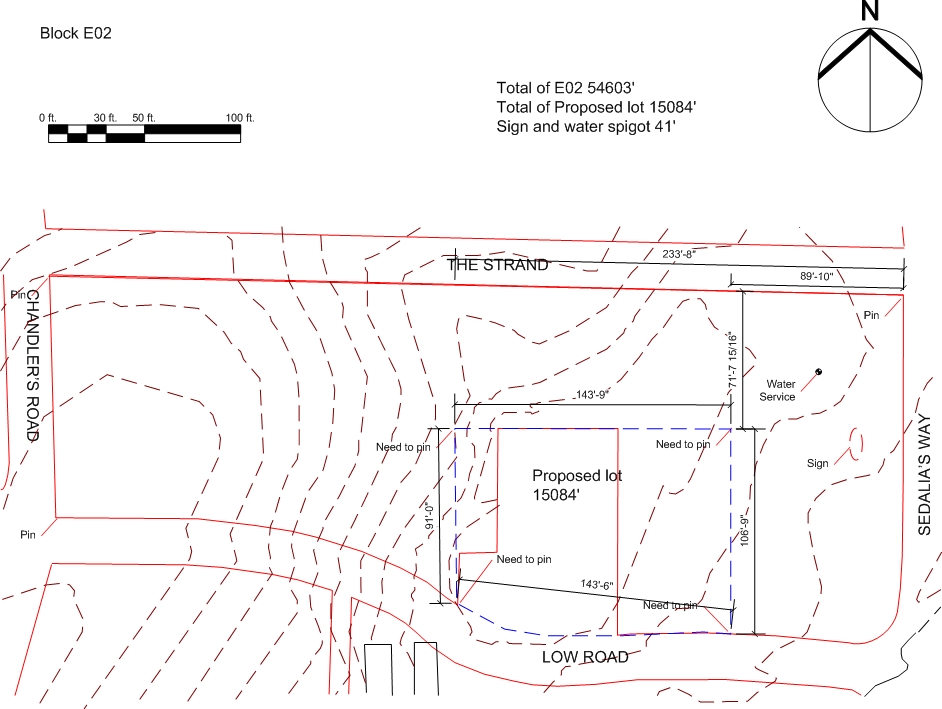 Block E02
N
0 ft. 30 ft. 50 ft. 100 ft.
Total of E02 54603'
Total of Proposed lot 15084'
Sign and water spigot 41'
THE STRAND
233'-8"
89'-10"
Pin
Pin
CHANDLER'S ROAD
71'-7 15/16"
Water
Service
143'-9"
Need to pin
Need to pin
Sign
SEDALIA'S WAY
Proposed lot
15084'
91'-0"
106'-9"
Pin
Need to pin
143'-6"
Need to pin
LOW ROAD